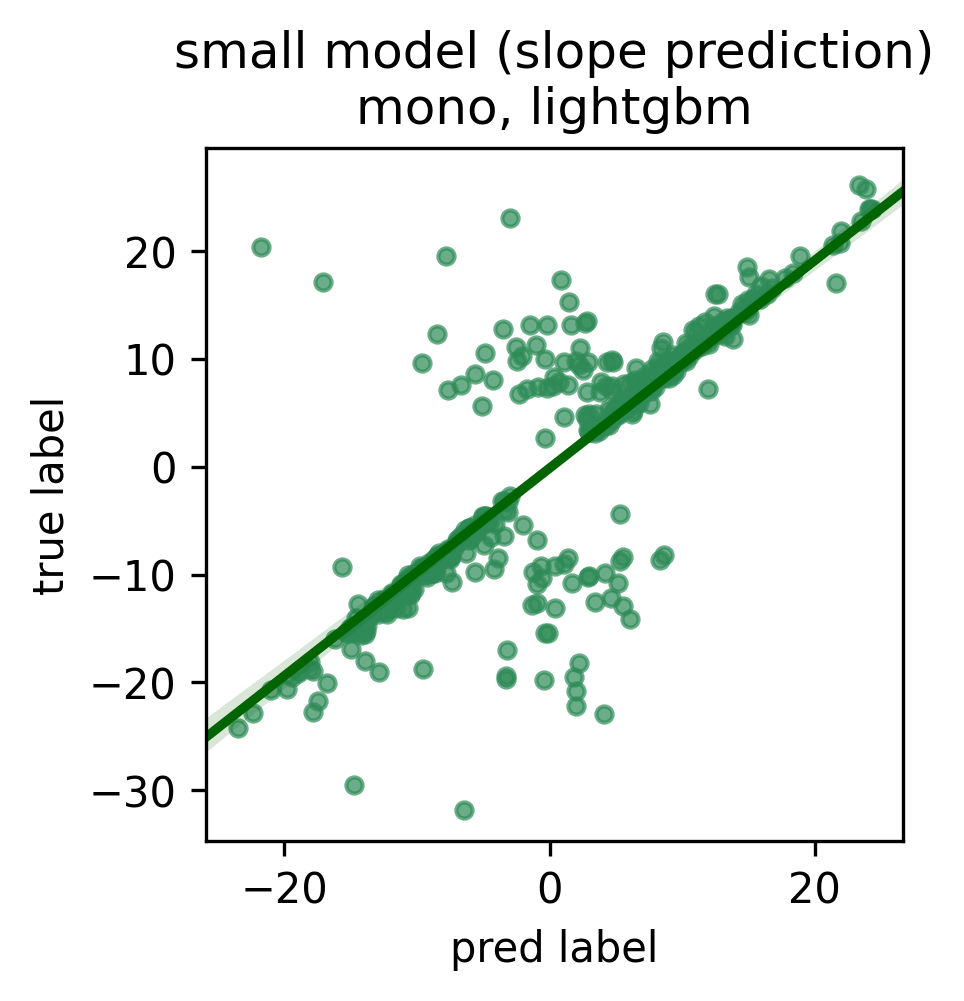 small model (slope prediction)
mono, lightgbm
20
10
0
−10
−20
−30
true label
−20
0
20
pred label